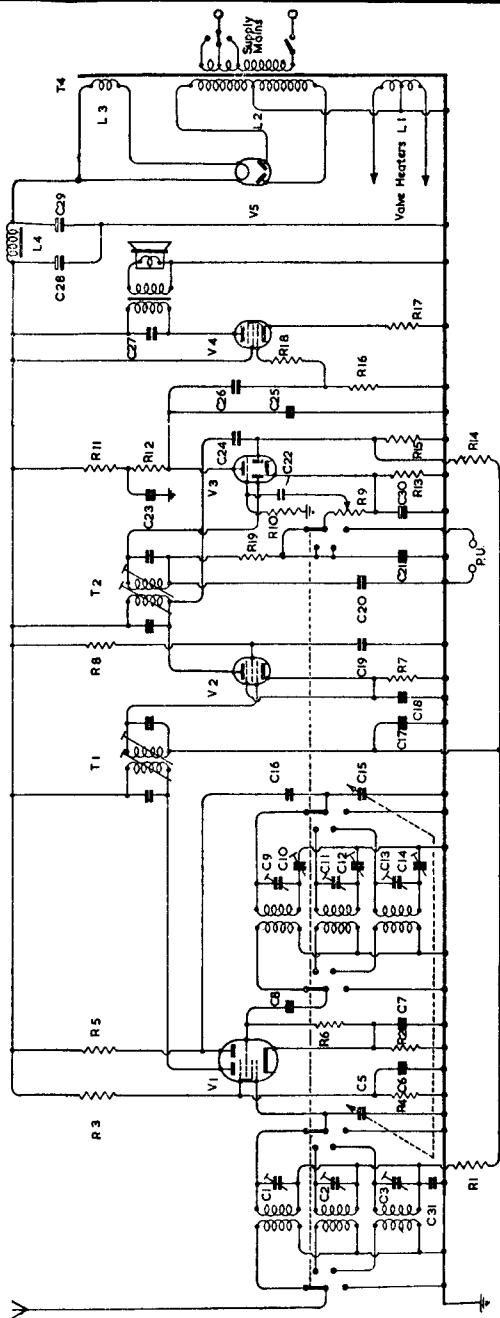 T4
Supply
Mains
L3
L2
L1
Valve Heaters
V5
L4
C29
C28
C27
V4
R17
R18
R16
C26
C25
R11
R12
C24
V3
C22
R15
R14
C23
R10
R9
R13
C30
R19
C21
P.U.
T2
C20
R8
C19
V2
R7
C18
C17
T1
C16
C15
C9
C10
C11
C12
C13
C14
C8
R5
V1
R6
C7
R2
R3
C5
C6
R4
C1
C2
C3
C31
R1